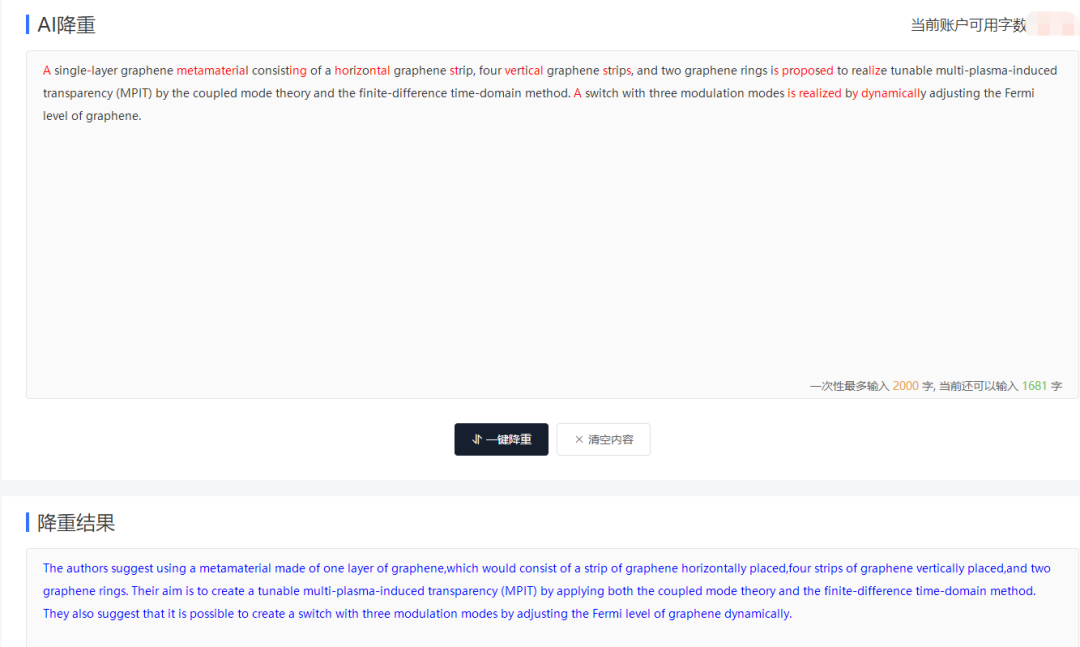 AI降重
当前账户可用字数
A single-layer graphene metamaterial consisting of a horizontal graphene strip, four vertical graphene strips, and two graphene rings is proposed to realize tunable multi-plasma-induced
transparency (MPIT) by the coupled mode theory and the finite-difference time-domain method. A switch with three modulation modes is realized by dynamically adjusting the Fermi
level of graphene.
一次性最多输入 2000 字, 当前还可以输入 1681 字
一键降重
× 清空内容
降重结果
The authors suggest using a metamaterial made of one layer of graphene,which would consist of a strip of graphene horizontally placed,four strips of graphene vertically placed,and two
graphene rings. Their aim is to create a tunable multi-plasma-induced transparency (MPIT) by applying both the coupled mode theory and the finite-difference time-domain method.
They also suggest that it is possible to create a switch with three modulation modes by adjusting the Fermi level of graphene dynamically.